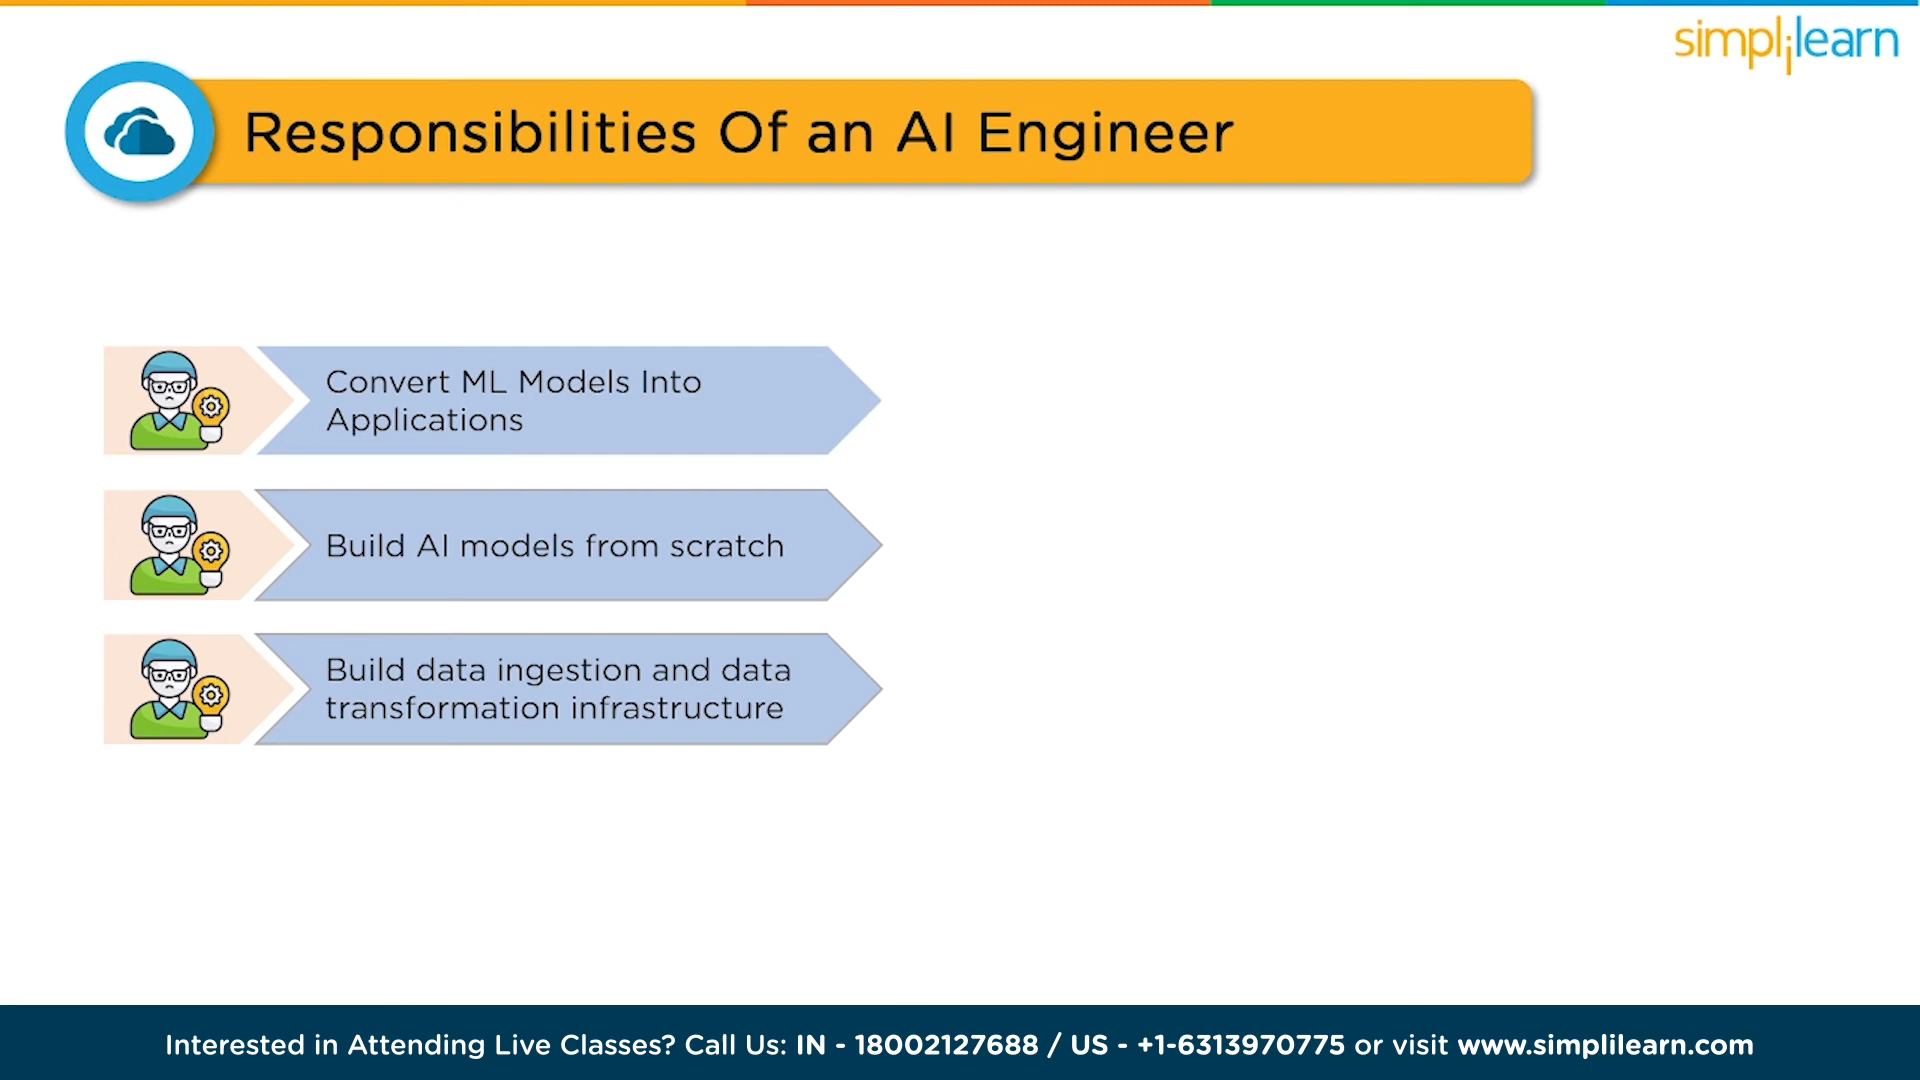 simplilearn
Responsibilities Of an AI Engineer
Convert ML Models Into
Applications
Build AI models from scratch
Build data ingestion and data
transformation infrastructure
Interested in Attending Live Classes? Call Us: IN - 18002127688 / US - +1-6313970775 or visit www.simplilearn.com